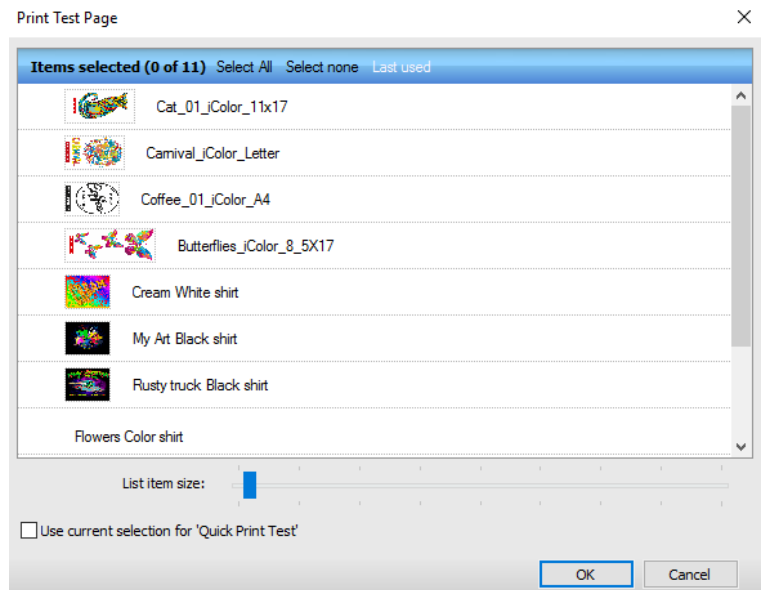 Print Test Page
Items selected (0 of 11) Select All Select none Last used
Cat_01_iColor_11x17
Carnival_iColor_Letter
Coffee_01_iColor_A4
Butterflies_iColor_8_5X17
Cream White shirt
My Art Black shirt
Rusty truck Black shirt
Flowers Color shirt
List item size:
Use current selection for 'Quick Print Test'
OK Cancel